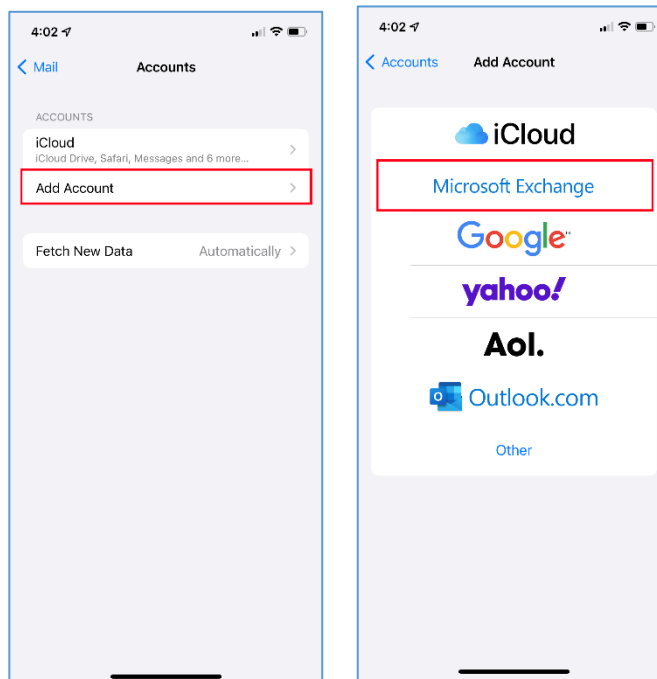 4:02
Mail
Accounts
ACCOUNTS
iCloud
iCloud Drive, Safari, Messages and 6 more...
Add Account
Fetch New Data Automatically
4:02
Accounts
Add Account
iCloud
Microsoft Exchange
Google™
yahoo!
Aol.
Outlook.com
Other